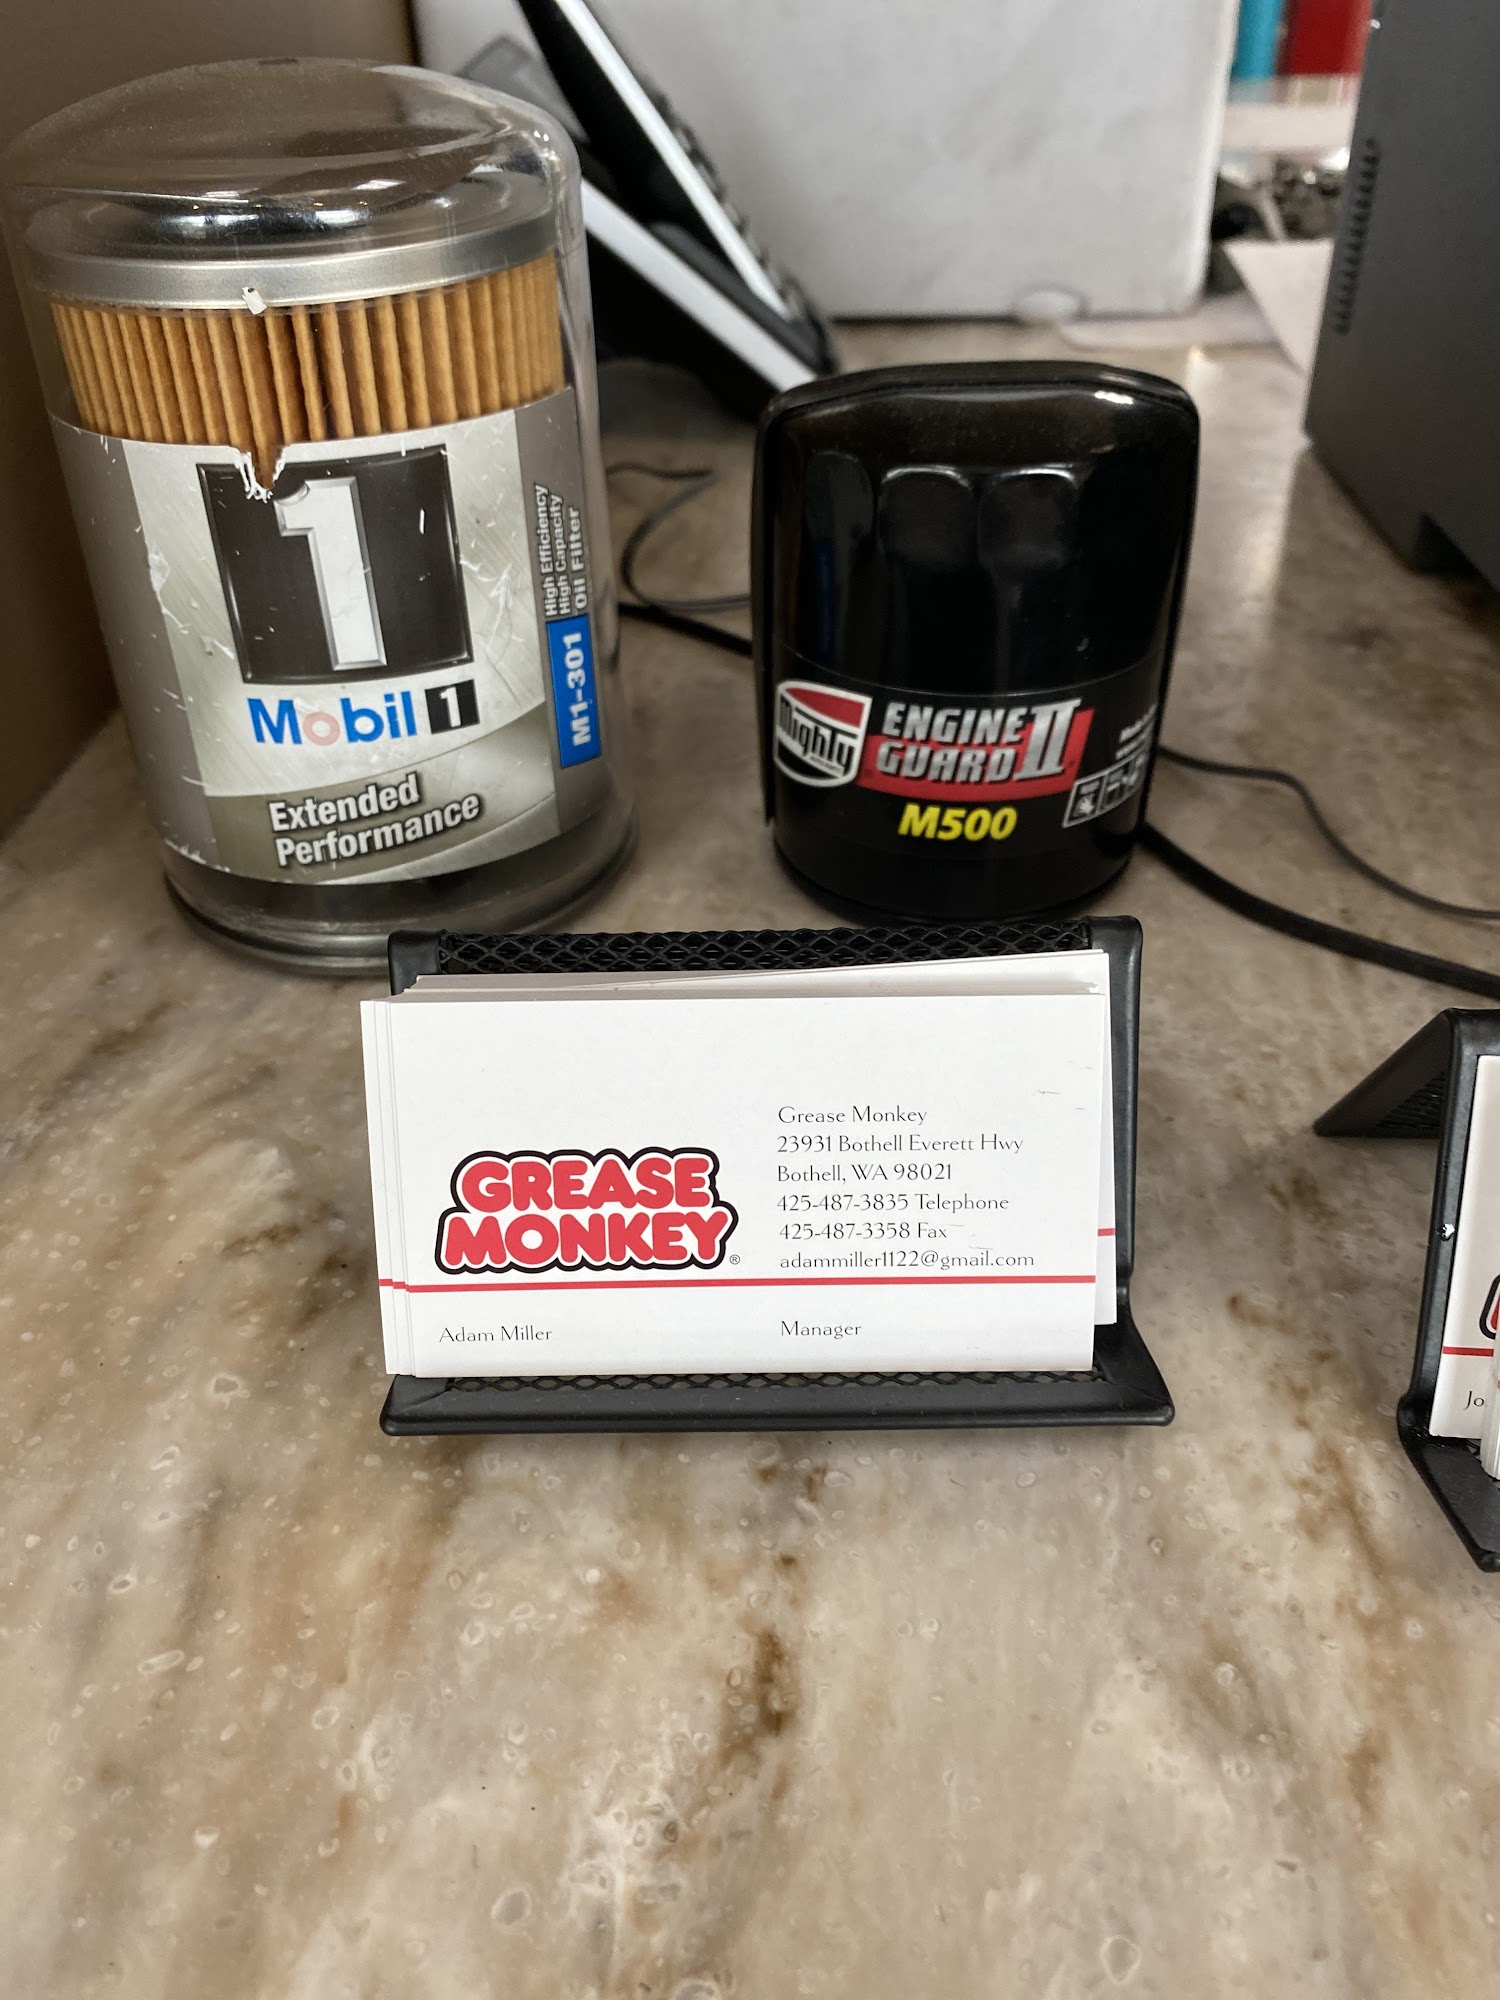 1
Mobil 1
Extended
Performance
High Efficiency
High Capacity
Oil Filter
M1-301
Mighty
ENGINE
GUARD II
M500
GREASE
MONKEY®
Grease Monkey
23931 Bothell Everett Hwy
Bothell, WA 98021
425-487-3835 Telephone
425-487-3358 Fax
adammiller1122@gmail.com
Adam Miller
Manager
Jo